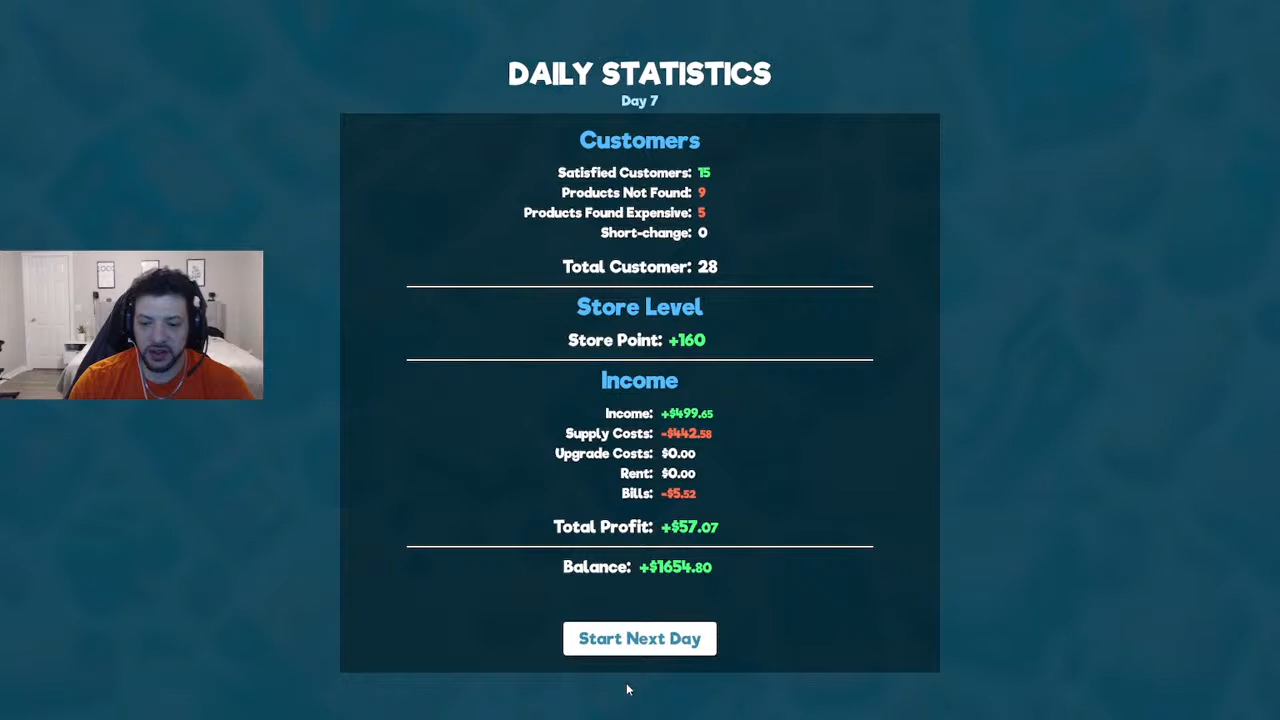 DAILY STATISTICS
Day 7
Customers
Satisfied Customers: 15
Products Not Found: 9
Products Found Expensive: 5
Short-change: 0
Total Customer: 28
Store Level
Store Point: +160
Income
Income: +$499.65
Supply Costs: -$442.58
Upgrade Costs: $0.00
Rent: $0.00
Bills: -$5.52
Total Profit: +$57.07
Balance: +$1654.80
Start Next Day